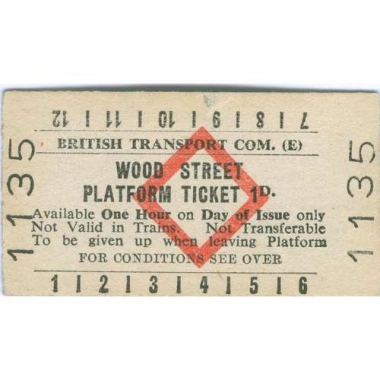 7 | 8 | 9 | 10 | 11 | 12
BRITISH TRANSPORT COM. (E)
WOOD STREET
PLATFORM TICKET 1D.
Available One Hour on Day of Issue only
Not Valid in Trains. Not Transferable
To be given up when leaving Platform
FOR CONDITIONS SEE OVER
1 | 2 | 3 | 4 | 5 | 6
1135
1135